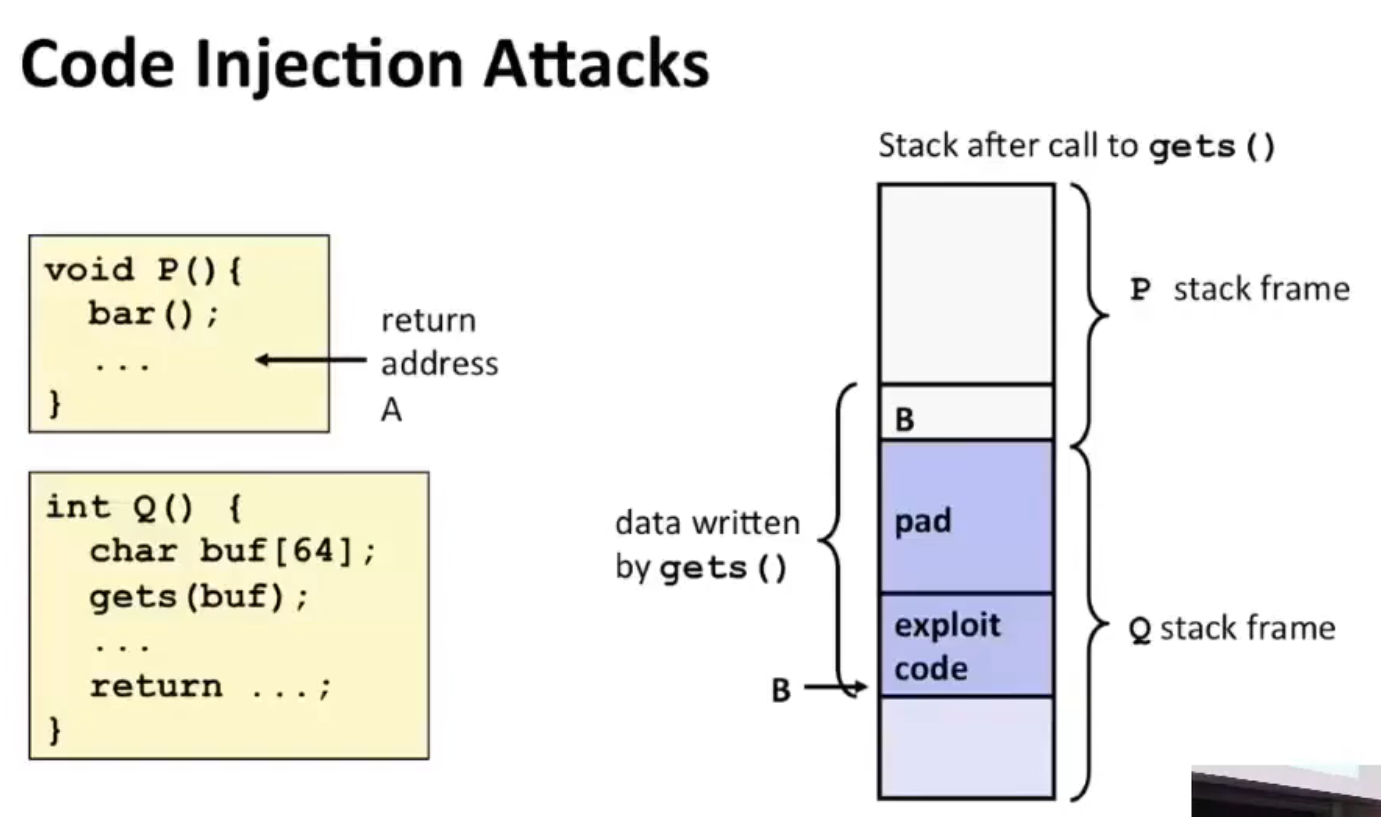 Code Injection Attacks
void P(){
bar();
...
}
return
address
A
int Q() {
char buf[64];
gets(buf);
...
return ...;
}
Stack after call to gets()
P stack frame
B
data written
by gets()
pad
exploit
code
B
Q stack frame